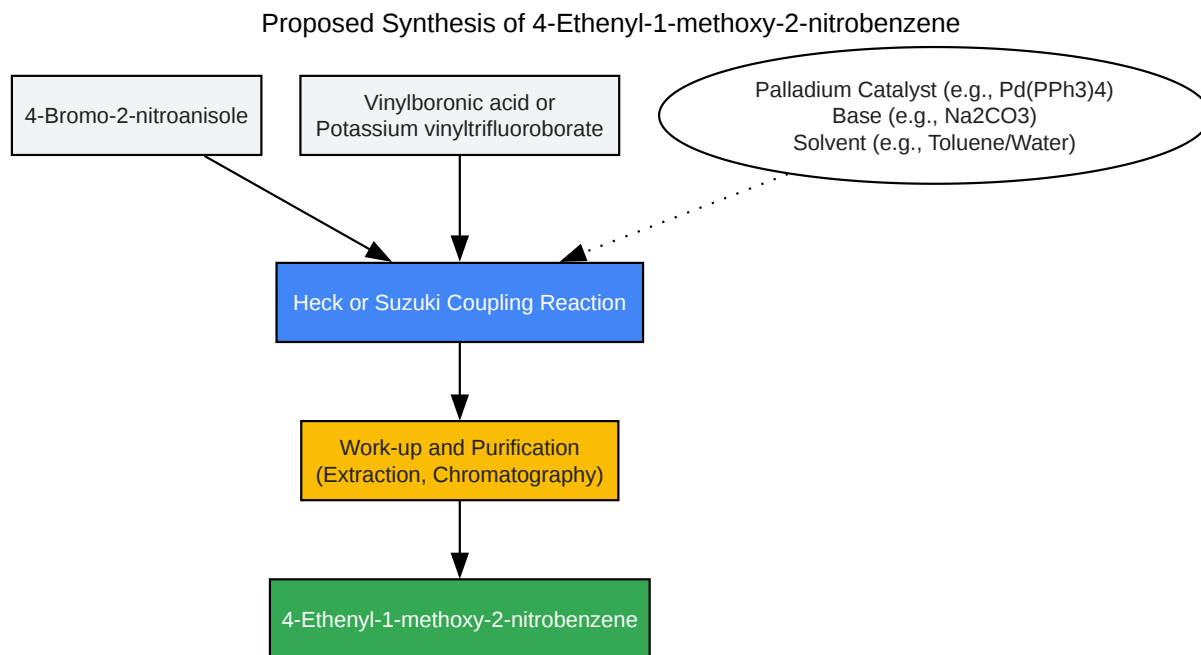 Proposed Synthesis of 4-Ethenyl-1-methoxy-2-nitrobenzene
4-Bromo-2-nitroanisole
Vinylboronic acid or
Potassium vinyltrifluoroborate
Palladium Catalyst (e.g., Pd(PPh3)4)
Base (e.g., Na2CO3)
Solvent (e.g., Toluene/Water)
Heck or Suzuki Coupling Reaction
Work-up and Purification
(Extraction, Chromatography)
4-Ethenyl-1-methoxy-2-nitrobenzene